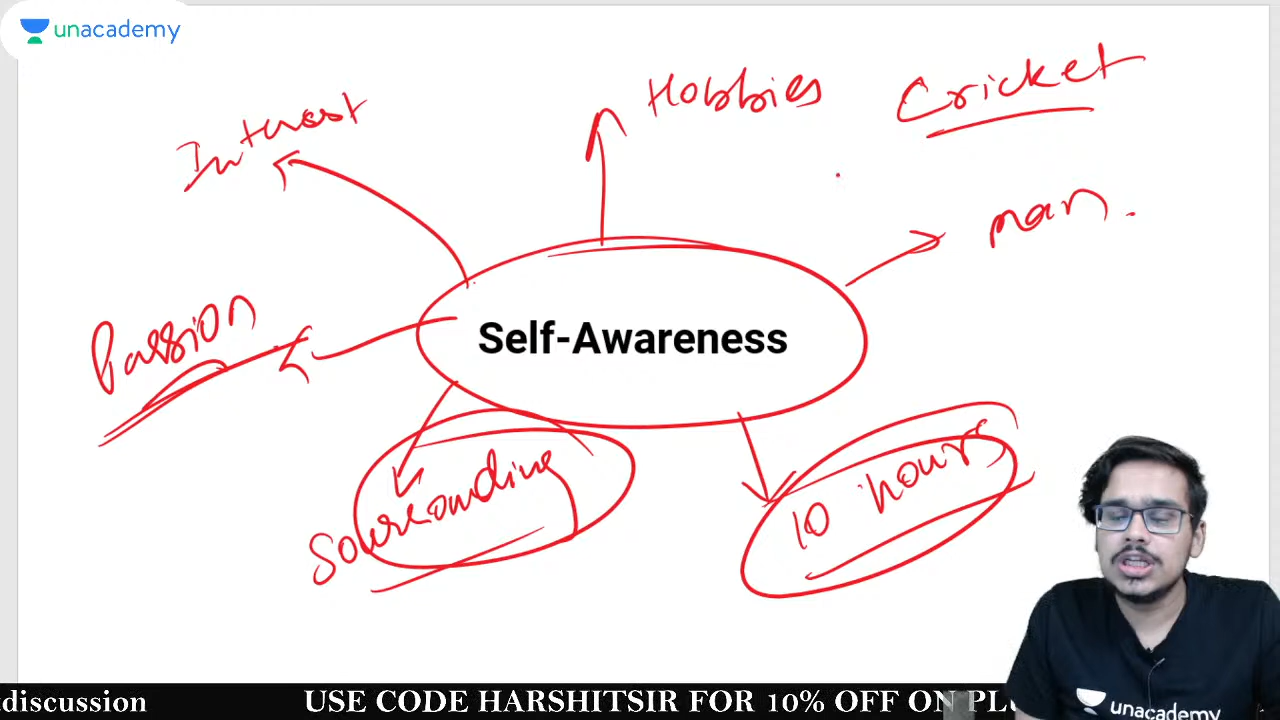 unacademy
Hobbies
Cricket
Interest
man.
Passion
Self-Awareness
Surrounding
10 hours
discussion
USE CODE HARSHITSIR FOR 10% OFF ON PL
unacademy